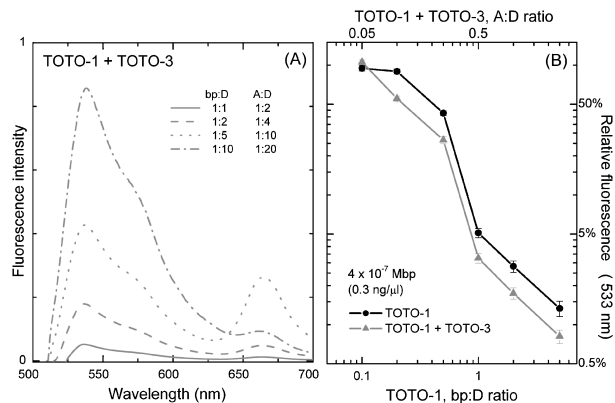 TOTO-1 + TOTO-3
(A)
bp:D A:D
1:1 1:2
1:2 1:4
1:5 1:10
1:10 1:20
1
0
Fluorescence intensity
500 550 600 650 700
Wavelength (nm)
TOTO-1 + TOTO-3, A:D ratio
0.05 0.5
(B)
50%
5%
0.5%
Relative fluorescence (533 nm)
4 x 10⁻⁷ Mbp
(0.3 ng/µl)
TOTO-1
TOTO-1 + TOTO-3
0.1 1
TOTO-1, bp:D ratio